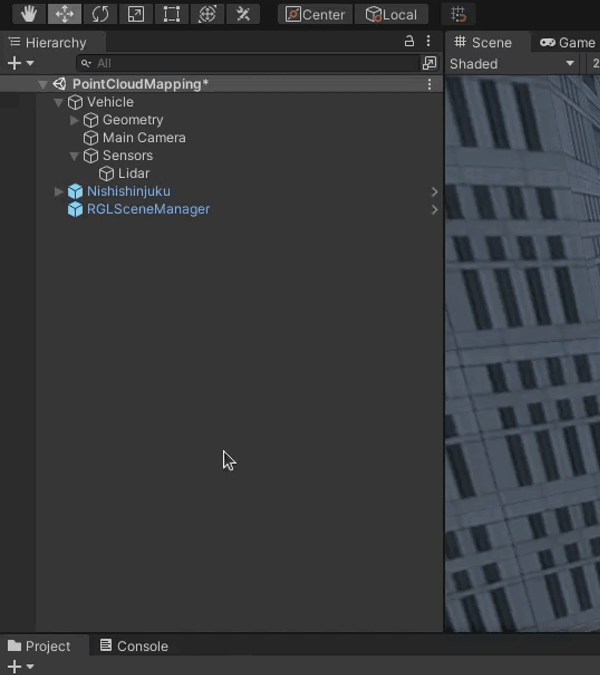 Center Local
Hierarchy
Scene Game
All
Shaded 2
PointCloudMapping*
Vehicle
Geometry
Main Camera
Sensors
Lidar
Nishishinjuku
RGLSceneManager
Project Console